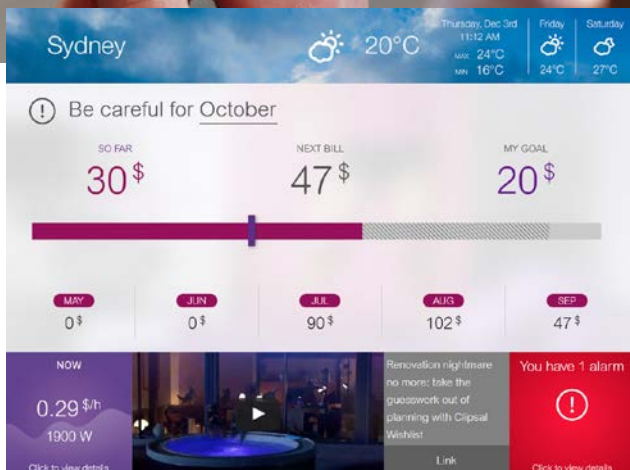 Sydney
20°C
Thursday, Dec 3rd
11:12 AM
MAX 24°C
MIN 16°C
Friday
24°C
Saturday
27°C
Be careful for October
SO FAR
30$
NEXT BILL
47$
MY GOAL
20$
MAY
0$
JUN
0$
JUL
90$
AUG
102$
SEP
47$
NOW
0.29 $/h
1900 W
Click to view details
Renovation nightmare
no more: take the
guesswork out of
planning with Clipsal
Wishlist
Link
You have 1 alarm
Click to view details